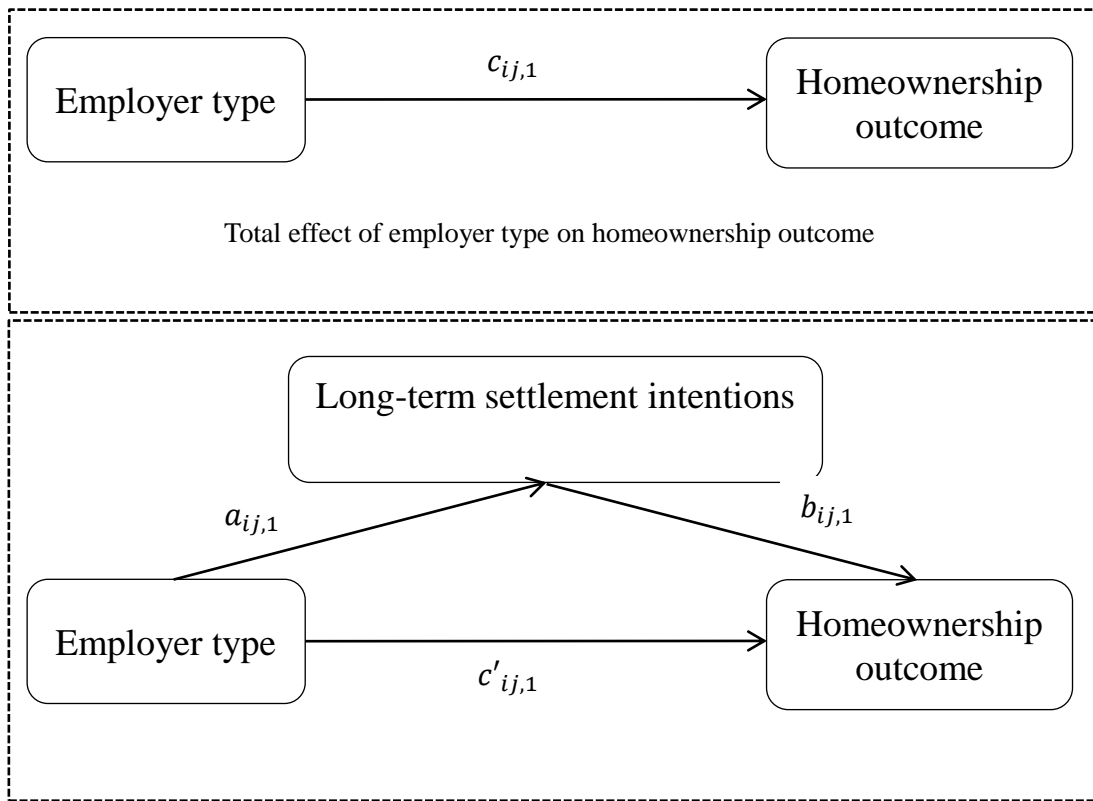 Employer type
c_{ij,1}
Homeownership
outcome
Total effect of employer type on homeownership outcome
Long-term settlement intentions
a_{ij,1}
b_{ij,1}
Employer type
c'_{ij,1}
Homeownership
outcome